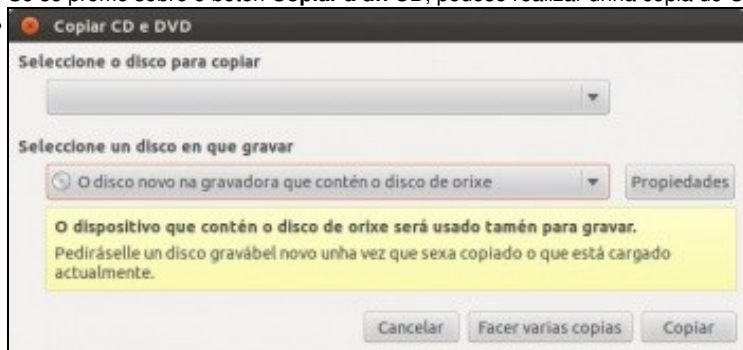 Copiar CD e DVD
Seleccione o disco para copiar
Seleccione un disco en que gravar
O disco novo na gravadora que contén o disco de orixe
Propiedades
O dispositivo que contén o disco de orixe será usado tamén para gravar.
Pediráselle un disco gravábel novo unha vez que sexa copiado o que está cargado
actualmente.
Cancelar
Facer varias copias
Copiar